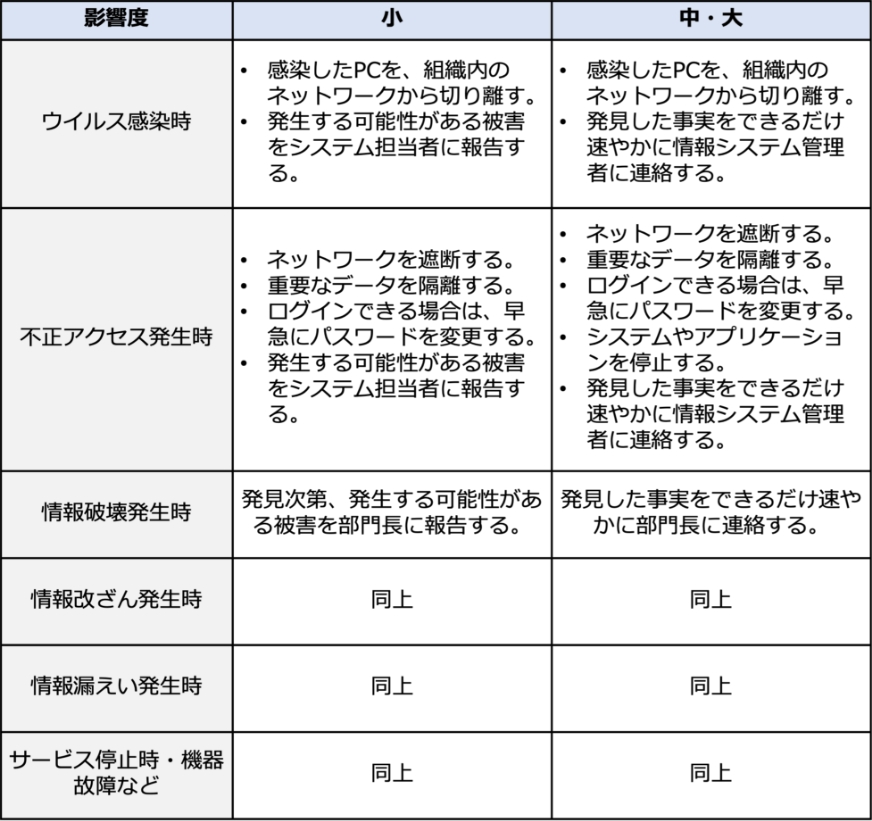 影響度
小
中・大
ウイルス感染時
• 感染したPCを、組織内の
ネットワークから切り離す。
• 発生する可能性がある被害
をシステム担当者に報告す
る。
• 感染したPCを、組織内の
ネットワークから切り離す。
• 発見した事実をできるだけ
速やかに情報システム管理
者に連絡する。
不正アクセス発生時
• ネットワークを遮断する。
• 重要なデータを隔離する。
• ログインできる場合は、早
急にパスワードを変更する。
• 発生する可能性がある被害
をシステム担当者に報告す
る。
• ネットワークを遮断する。
• 重要なデータを隔離する。
• ログインできる場合は、早
急にパスワードを変更する。
• システムやアプリケーショ
ンを停止する。
• 発見した事実をできるだけ
速やかに情報システム管理
者に連絡する。
情報破壊発生時
発見次第、発生する可能性があ
る被害を部門長に報告する。
発見した事実をできるだけ速や
かに部門長に連絡する。
情報改ざん発生時
同上
同上
情報漏えい発生時
同上
同上
サービス停止時・機器
故障など
同上
同上